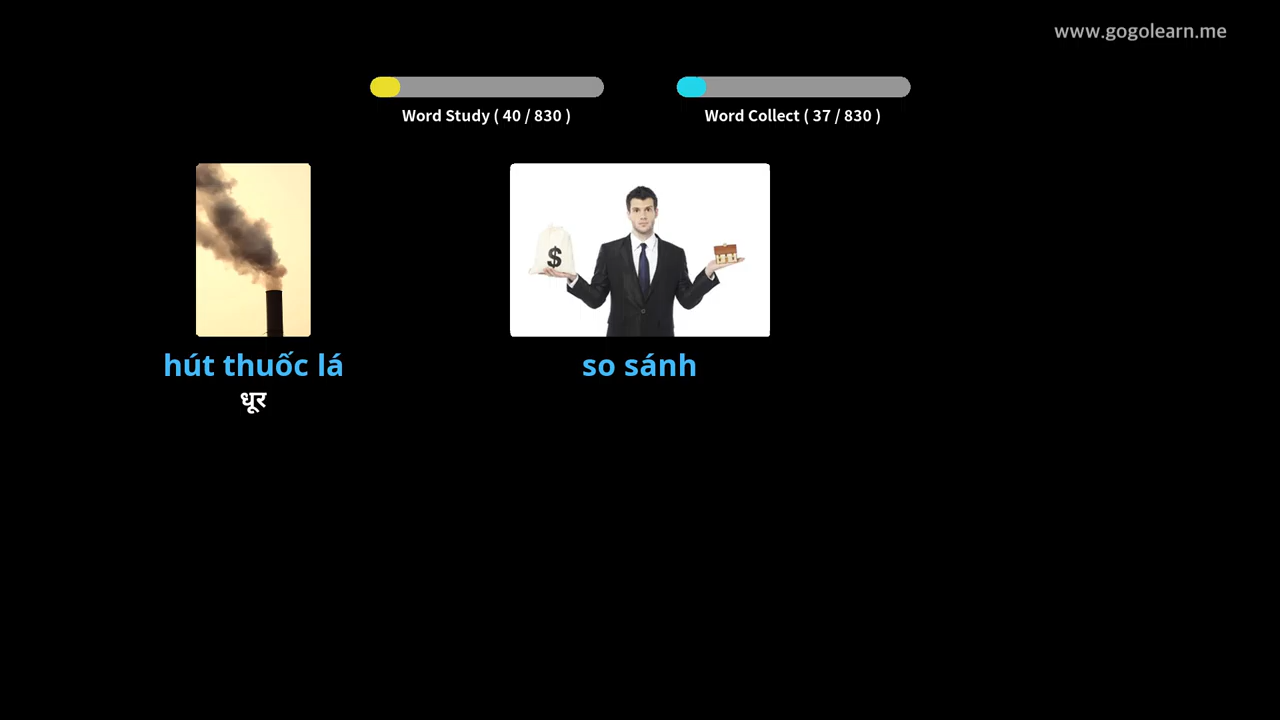 www.gogolearn.me
Word Study ( 40 / 830 )
Word Collect ( 37 / 830 )
$
hút thuốc lá
so sánh
धूर